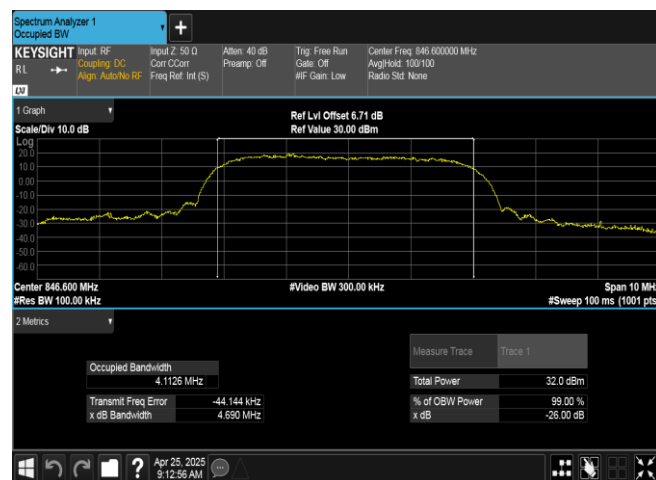 Spectrum Analyzer 1
Occupied BW
+
KEYSIGHT Input: RF Input Z: 50 Ω Atten: 40 dB Trig: Free Run Center Freq: 846.600000 MHz
RL Coupling: DC Corr CCorr Preamp: Off Gate: Off Avg|Hold: 100/100
Align: Auto/No RF Freq Ref: Int (S) #IF Gain: Low Radio Std: None
LXI
1 Graph
Scale/Div 10.0 dB
Ref Lvl Offset 6.71 dB
Ref Value 30.00 dBm
Log
20.0
10.0
0.00
-10.0
-20.0
-30.0
-40.0
-50.0
-60.0
Center 846.600 MHz #Video BW 300.00 kHz Span 10 MHz
#Res BW 100.00 kHz #Sweep 100 ms (1001 pts
2 Metrics
Measure Trace Trace 1
Occupied Bandwidth
4.1126 MHz
Total Power 32.0 dBm
Transmit Freq Error -44.144 kHz % of OBW Power 99.00 %
x dB Bandwidth 4.690 MHz x dB -26.00 dB
? Apr 25, 2025
9:12:56 AM